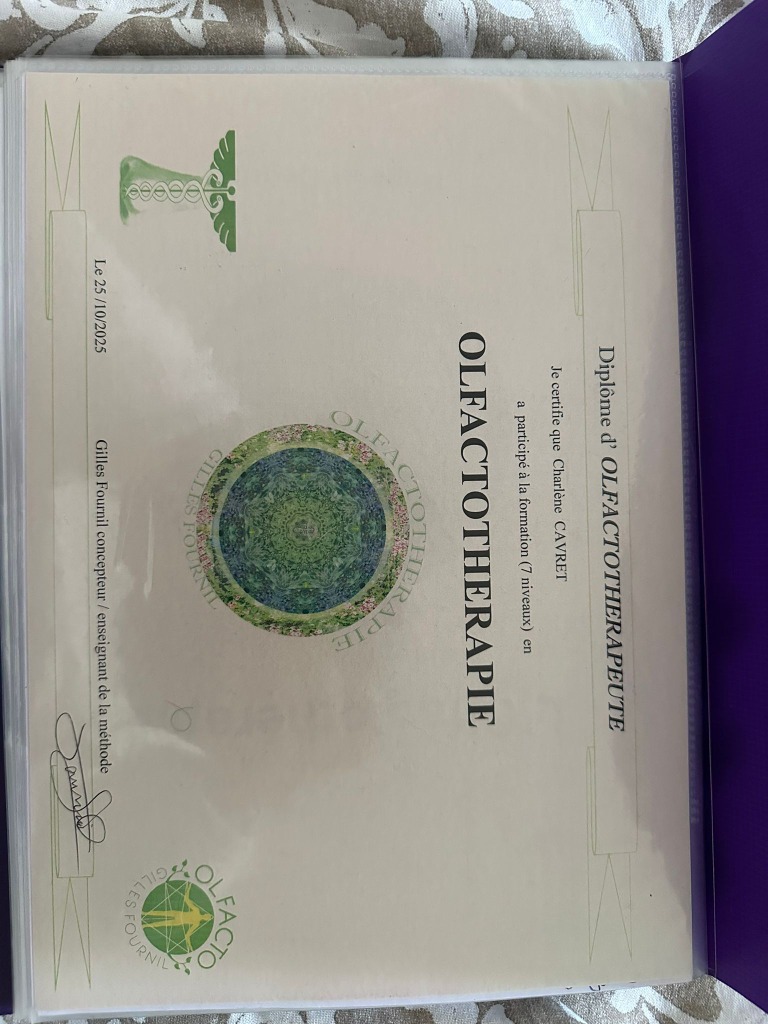 Diplôme d' OLFACTOTHERAPEUTE
Je certifie que Charlène CAVRET
a participé à la formation (7 niveaux) en
OLFACTOTHERAPIE
OLFACTOTHERAPIE
GILLES FOURNIL
Le 25 /10/2025
Gilles Fournil concepteur / enseignant de la méthode
OLFACTO
GILLES FOURNIL